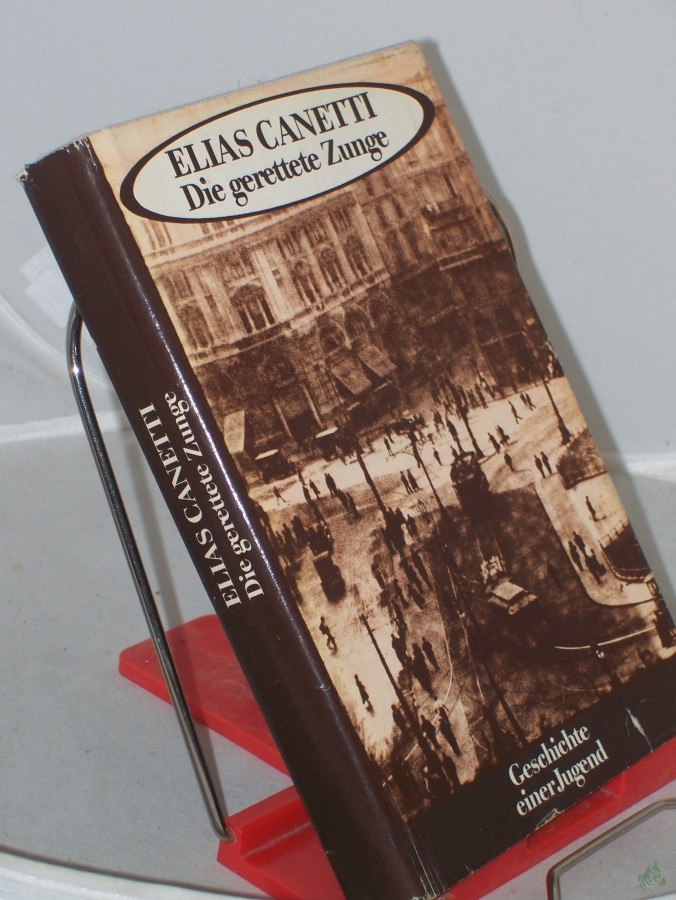 ELIAS CANETTI
Die gerettete Zunge
ELIAS CANETTI
Die gerettete Zunge
Geschichte
einer Jugend